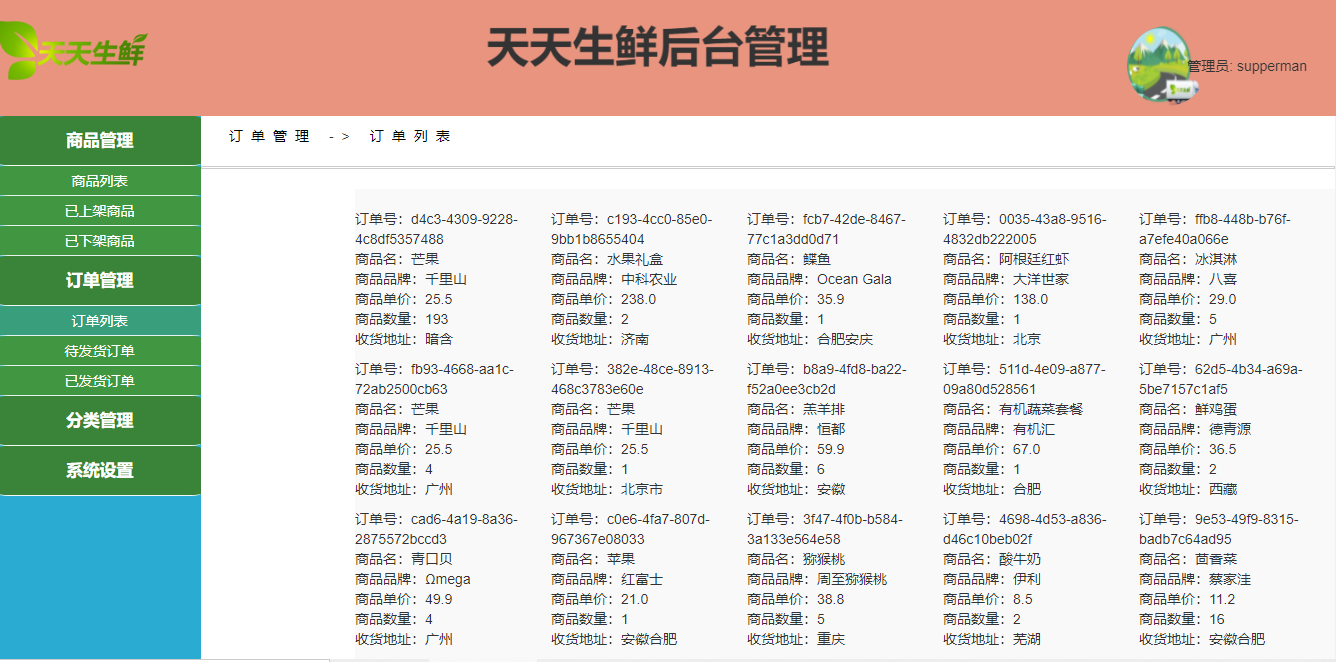 天天生鲜
天天生鲜后台管理
管理员: supperman
商品管理
商品列表
已上架商品
已下架商品
订单管理
订单列表
待发货订单
已发货订单
分类管理
系统设置
订单管理 -> 订单列表
订单号：d4c3-4309-9228-
4c8df5357488
商品名：芒果
商品品牌：千里山
商品单价：25.5
商品数量：193
收货地址：暗含
订单号：c193-4cc0-85e0-
9bb1b8655404
商品名：水果礼盒
商品品牌：中科农业
商品单价：238.0
商品数量：2
收货地址：济南
订单号：fcb7-42de-8467-
77c1a3dd0d71
商品名：鲽鱼
商品品牌：Ocean Gala
商品单价：35.9
商品数量：1
收货地址：合肥安庆
订单号：0035-43a8-9516-
4832db222005
商品名：阿根廷红虾
商品品牌：大洋世家
商品单价：138.0
商品数量：1
收货地址：北京
订单号：ffb8-448b-b76f-
a7efe40a066e
商品名：冰淇淋
商品品牌：八喜
商品单价：29.0
商品数量：5
收货地址：广州
订单号：fb93-4668-aa1c-
72ab2500cb63
商品名：芒果
商品品牌：千里山
商品单价：25.5
商品数量：4
收货地址：广州
订单号：382e-48ce-8913-
468c3783e60e
商品名：芒果
商品品牌：千里山
商品单价：25.5
商品数量：1
收货地址：北京市
订单号：b8a9-4fd8-ba22-
f52a0ee3cb2d
商品名：羔羊排
商品品牌：恒都
商品单价：59.9
商品数量：6
收货地址：安徽
订单号：511d-4e09-a877-
09a80d528561
商品名：有机蔬菜套餐
商品品牌：有机汇
商品单价：67.0
商品数量：1
收货地址：合肥
订单号：62d5-4b34-a69a-
5be7157c1af5
商品名：鲜鸡蛋
商品品牌：德青源
商品单价：36.5
商品数量：2
收货地址：西藏
订单号：cad6-4a19-8a36-
2875572bccd3
商品名：青口贝
商品品牌：Ωmega
商品单价：49.9
商品数量：4
收货地址：广州
订单号：c0e6-4fa7-807d-
967367e08033
商品名：苹果
商品品牌：红富士
商品单价：21.0
商品数量：1
收货地址：安徽合肥
订单号：3f47-4f0b-b584-
3a133e564e58
商品名：猕猴桃
商品品牌：周至猕猴桃
商品单价：38.8
商品数量：5
收货地址：重庆
订单号：4698-4d53-a836-
d46c10beb02f
商品名：酸牛奶
商品品牌：伊利
商品单价：8.5
商品数量：2
收货地址：芜湖
订单号：9e53-49f9-8315-
badb7c64ad95
商品名：茴香菜
商品品牌：蔡家洼
商品单价：11.2
商品数量：16
收货地址：安徽合肥